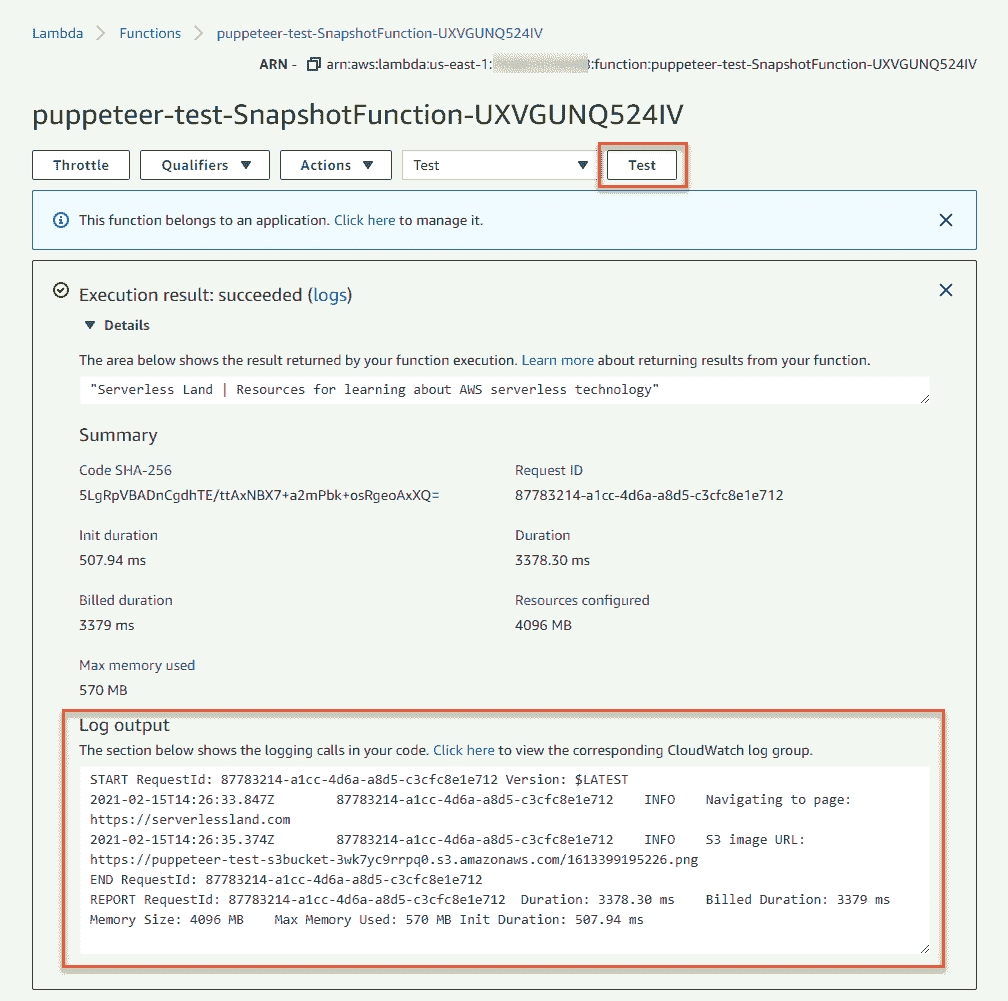 Lambda > Functions > puppeteer-test-SnapshotFunction-UXVGUNQ524IV
ARN - arn:aws:lambda:us-east-1: :function:puppeteer-test-SnapshotFunction-UXVGUNQ524IV
puppeteer-test-SnapshotFunction-UXVGUNQ524IV
Throttle Qualifiers Actions Test Test
This function belongs to an application. Click here to manage it.
Execution result: succeeded (logs)
Details
The area below shows the result returned by your function execution. Learn more about returning results from your function.
"Serverless Land | Resources for learning about AWS serverless technology"
Summary
Code SHA-256 Request ID
5LgRpVBADnCgdhTE/ttAxNBX7+a2mPbk+osRgeoAxXQ= 87783214-a1cc-4d6a-a8d5-c3cfc8e1e712
Init duration Duration
507.94 ms 3378.30 ms
Billed duration Resources configured
3379 ms 4096 MB
Max memory used
570 MB
Log output
The section below shows the logging calls in your code. Click here to view the corresponding CloudWatch log group.
START RequestId: 87783214-a1cc-4d6a-a8d5-c3cfc8e1e712 Version: $LATEST
2021-02-15T14:26:33.847Z 87783214-a1cc-4d6a-a8d5-c3cfc8e1e712 INFO Navigating to page:
https://serverlessland.com
2021-02-15T14:26:35.374Z 87783214-a1cc-4d6a-a8d5-c3cfc8e1e712 INFO S3 image URL:
https://puppeteer-test-s3bucket-3wk7yc9rrpq0.s3.amazonaws.com/1613399195226.png
END RequestId: 87783214-a1cc-4d6a-a8d5-c3cfc8e1e712
REPORT RequestId: 87783214-a1cc-4d6a-a8d5-c3cfc8e1e712 Duration: 3378.30 ms Billed Duration: 3379 ms
Memory Size: 4096 MB Max Memory Used: 570 MB Init Duration: 507.94 ms